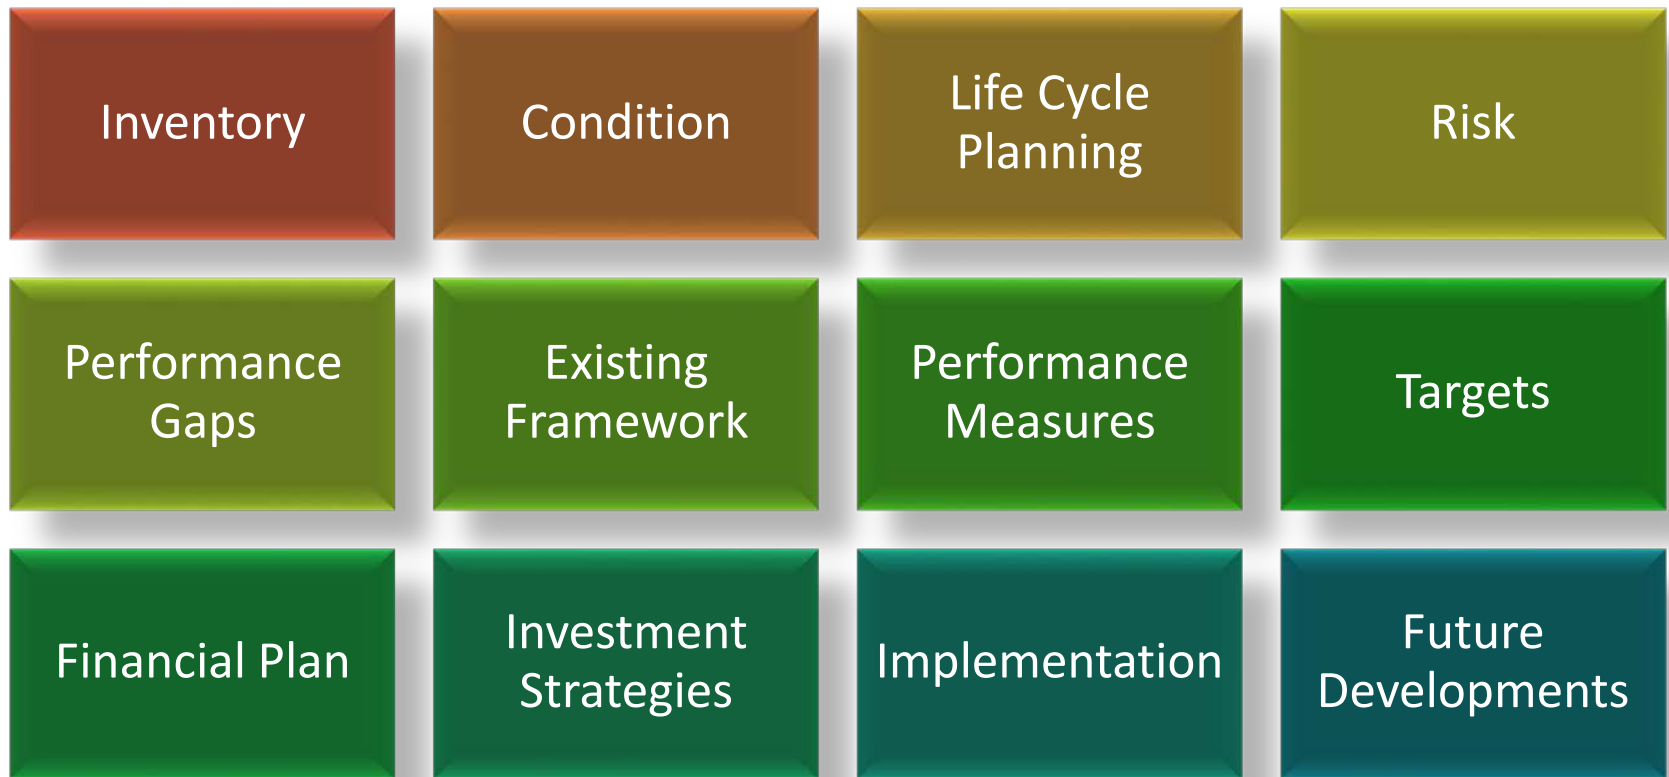 Inventory
Condition
Life Cycle
Planning
Risk
Performance
Gaps
Existing
Framework
Performance
Measures
Targets
Financial Plan
Investment
Strategies
Implementation
Future
Developments